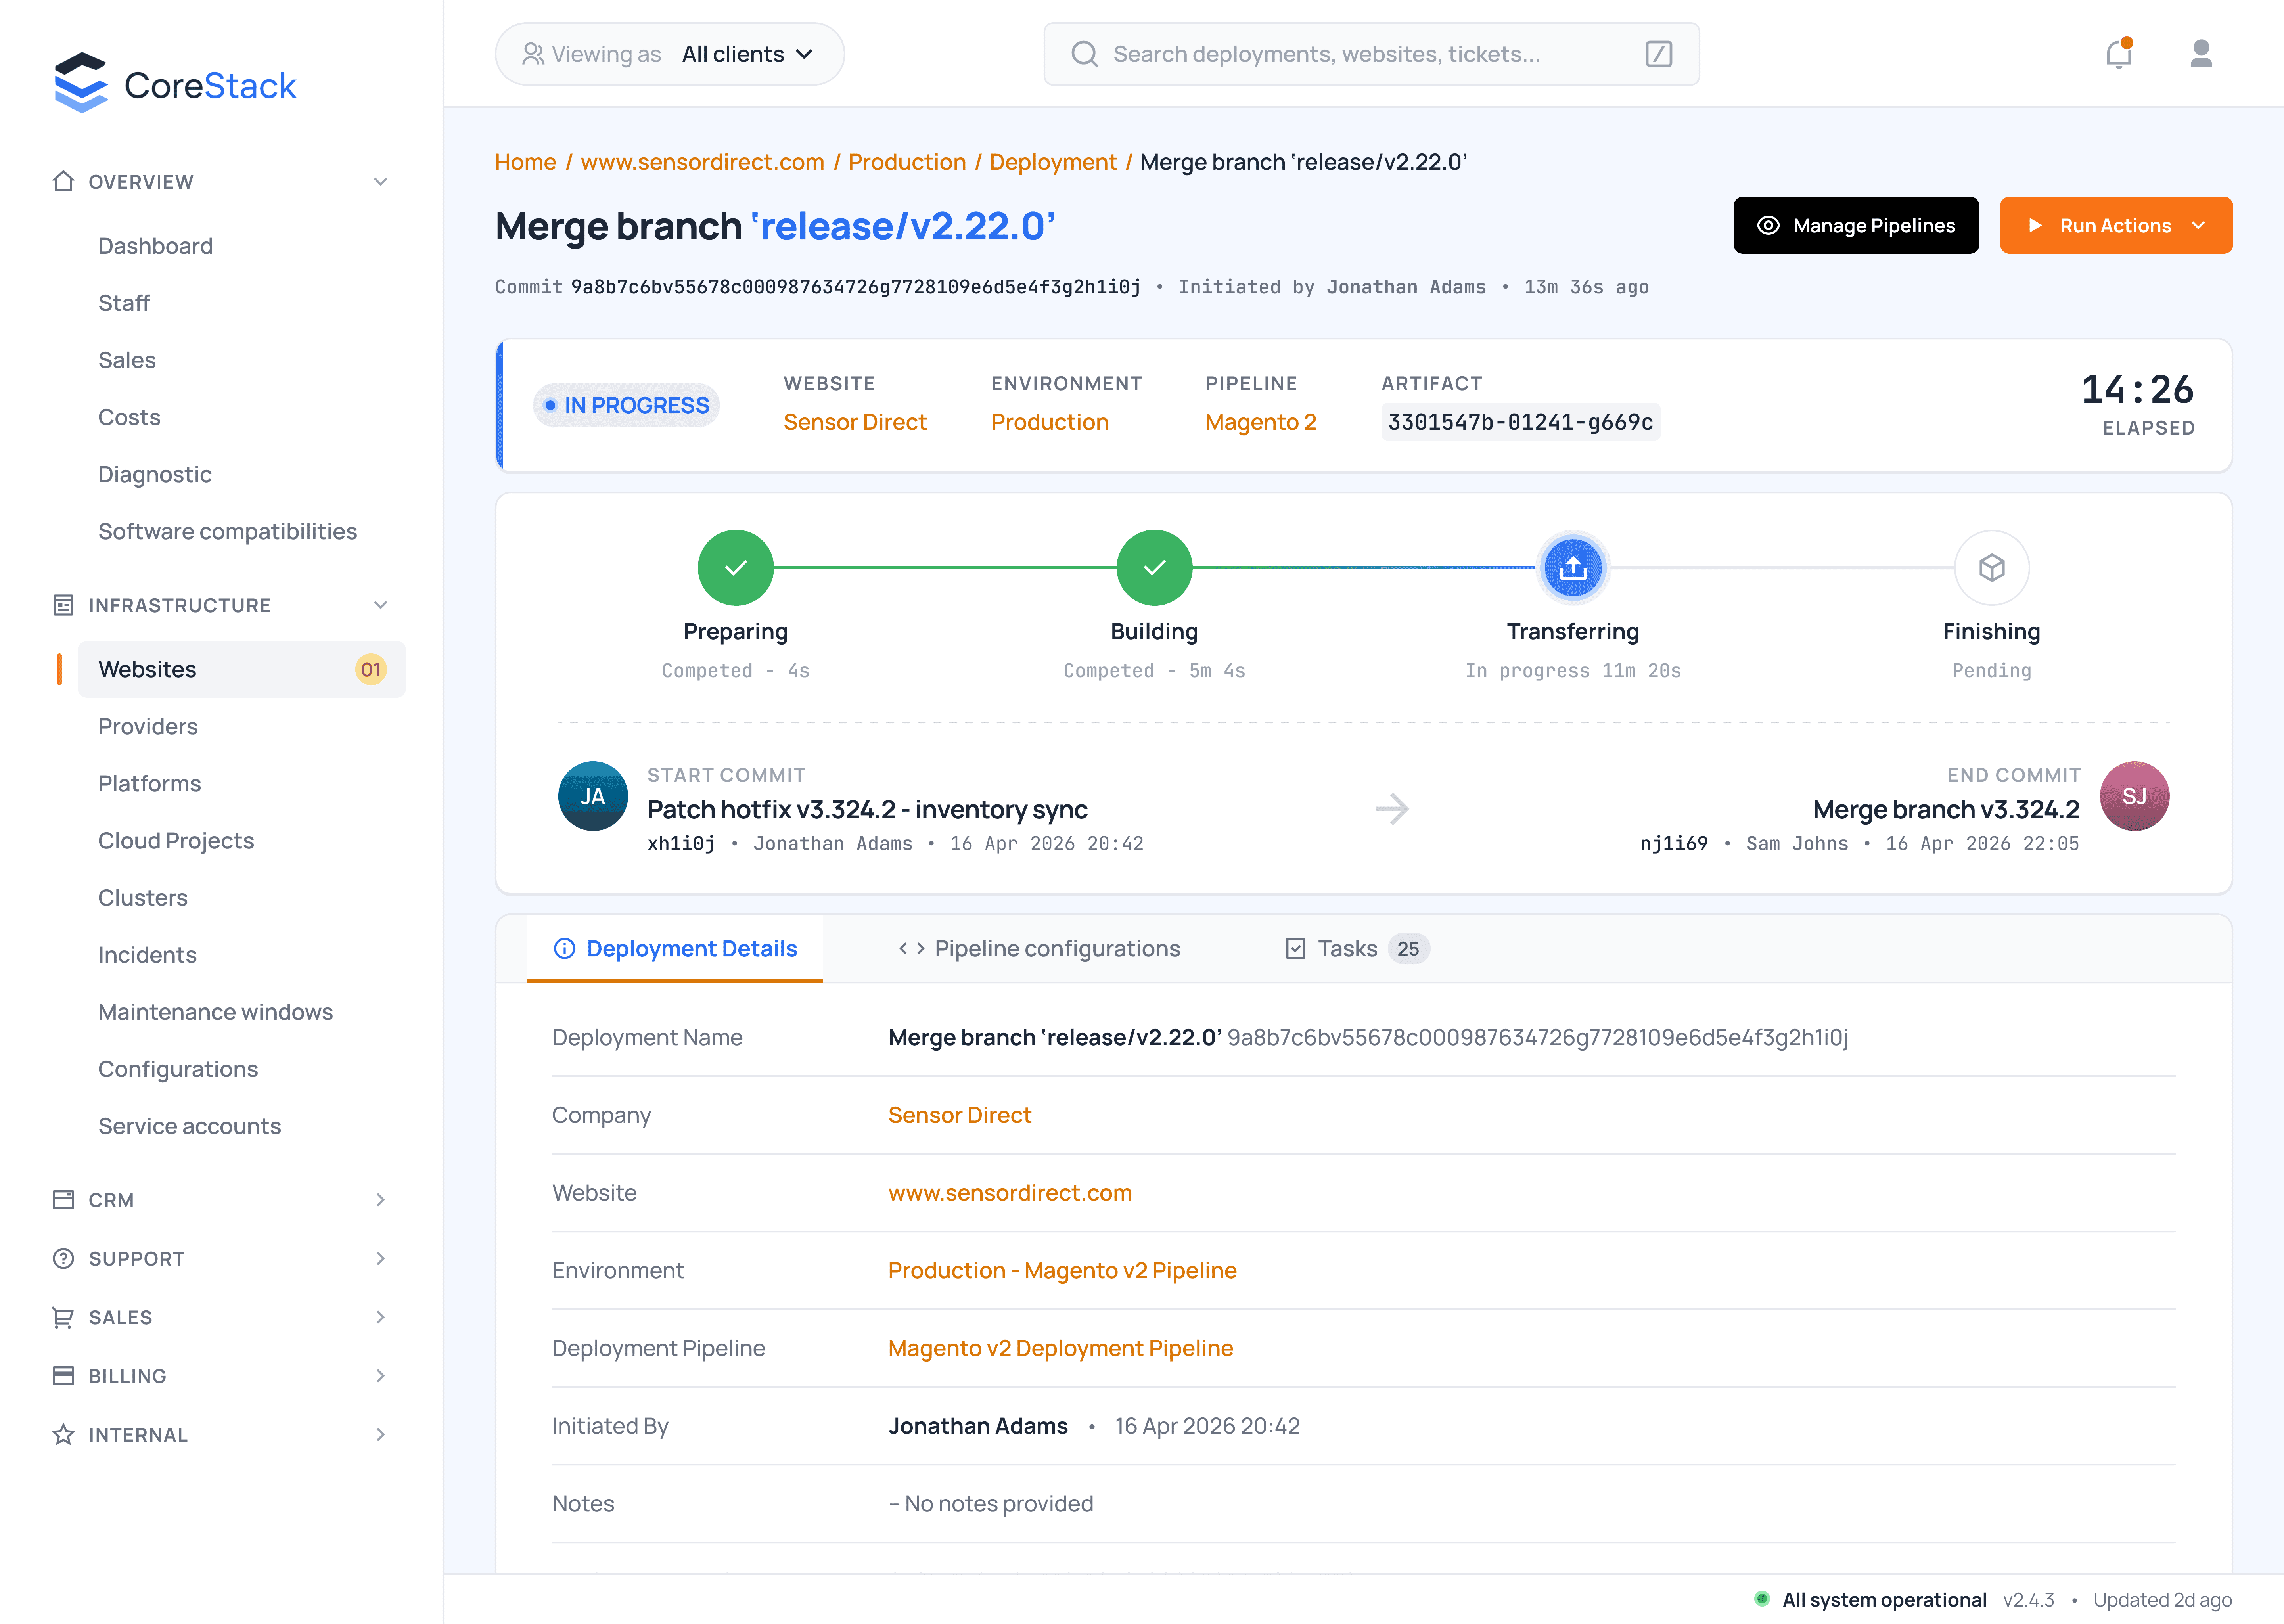 CoreStack
OVERVIEW
Dashboard
Staff
Sales
Costs
Diagnostic
Software compatibilities
INFRASTRUCTURE
Websites 01
Providers
Platforms
Cloud Projects
Clusters
Incidents
Maintenance windows
Configurations
Service accounts
CRM
SUPPORT
SALES
BILLING
INTERNAL
Viewing as All clients
Search deployments, websites, tickets... /
Home / www.sensordirect.com / Production / Deployment / Merge branch ‘release/v2.22.0’
Merge branch ‘release/v2.22.0’
Manage Pipelines
Run Actions
Commit 9a8b7c6bv55678c000987634726g7728109e6d5e4f3g2h1i0j • Initiated by Jonathan Adams • 13m 36s ago
IN PROGRESS
WEBSITE
Sensor Direct
ENVIRONMENT
Production
PIPELINE
Magento 2
ARTIFACT
3301547b-01241-g669c
14:26
ELAPSED
Preparing
Competed - 4s
Building
Competed - 5m 4s
Transferring
In progress 11m 20s
Finishing
Pending
JA
START COMMIT
Patch hotfix v3.324.2 - inventory sync
xh1i0j • Jonathan Adams • 16 Apr 2026 20:42
END COMMIT
Merge branch v3.324.2
nj1i69 • Sam Johns • 16 Apr 2026 22:05
SJ
Deployment Details
Pipeline configurations
Tasks 25
Deployment Name Merge branch ‘release/v2.22.0’ 9a8b7c6bv55678c000987634726g7728109e6d5e4f3g2h1i0j
Company Sensor Direct
Website www.sensordirect.com
Environment Production - Magento v2 Pipeline
Deployment Pipeline Magento v2 Deployment Pipeline
Initiated By Jonathan Adams • 16 Apr 2026 20:42
Notes – No notes provided
All system operational v2.4.3 • Updated 2d ago